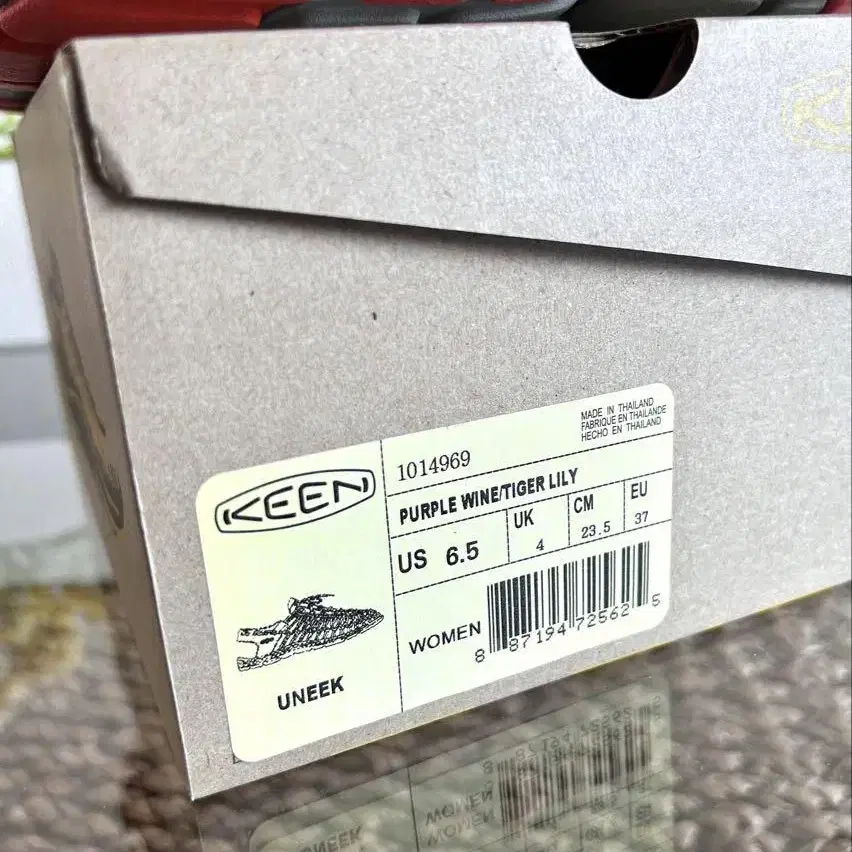 KEEN
UNEEK
1014969
MADE IN THAILAND
FABRIQUE EN THAILANDE
HECHO EN THAILAND
PURPLE WINE/TIGER LILY
US 6.5
UK 4
CM 23.5
EU 37
WOMEN
8 87194 72562 5